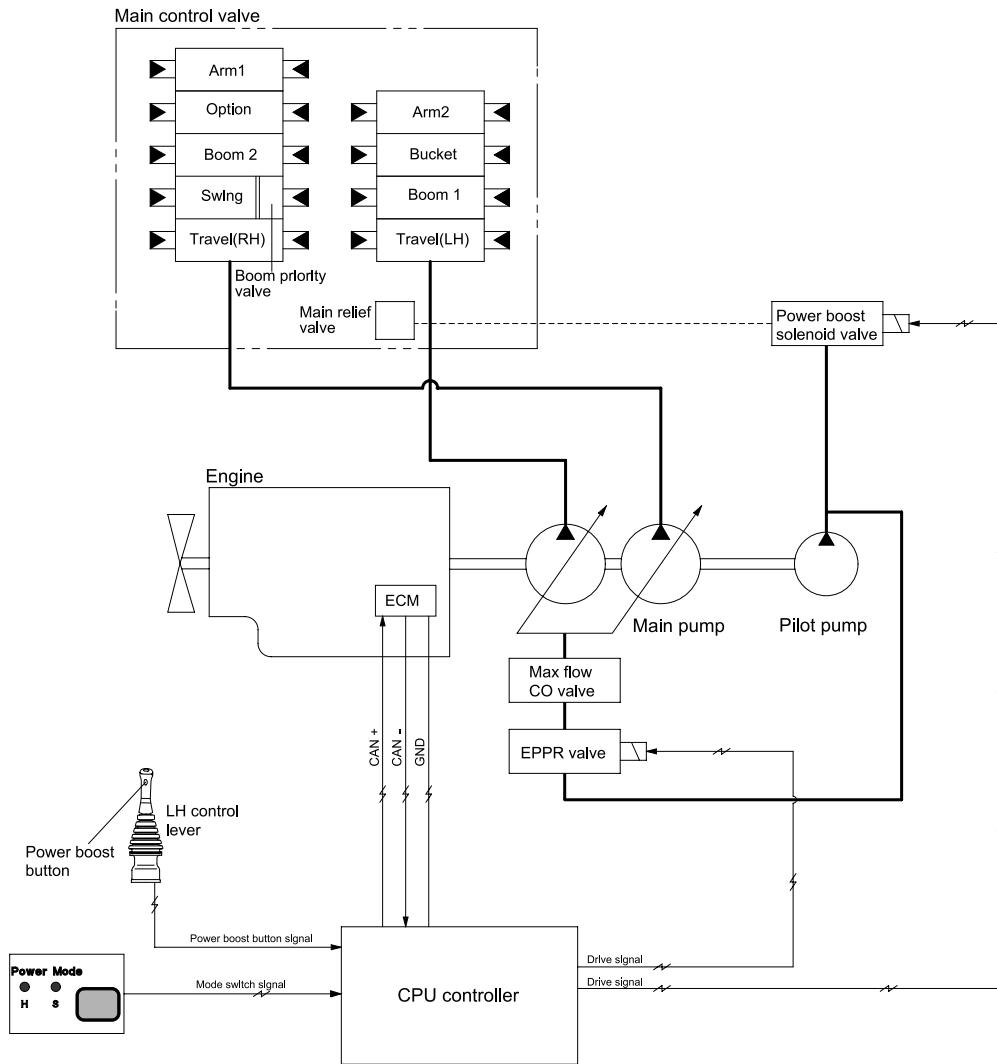 Main control valve
Arm1
Option
Boom 2
Swing
Travel(RH)
Arm2
Bucket
Boom 1
Travel(LH)
Boom priority
valve
Main relief
valve
Power boost
solenoid valve
Engine
ECM
Main pump
Pilot pump
Max flow
CO valve
EPPR valve
CAN +
CAN -
GND
LH control
lever
Power boost
button
Power boost button signal
Mode switch signal
Power Mode
H
S
CPU controller
Drive signal
Drive signal